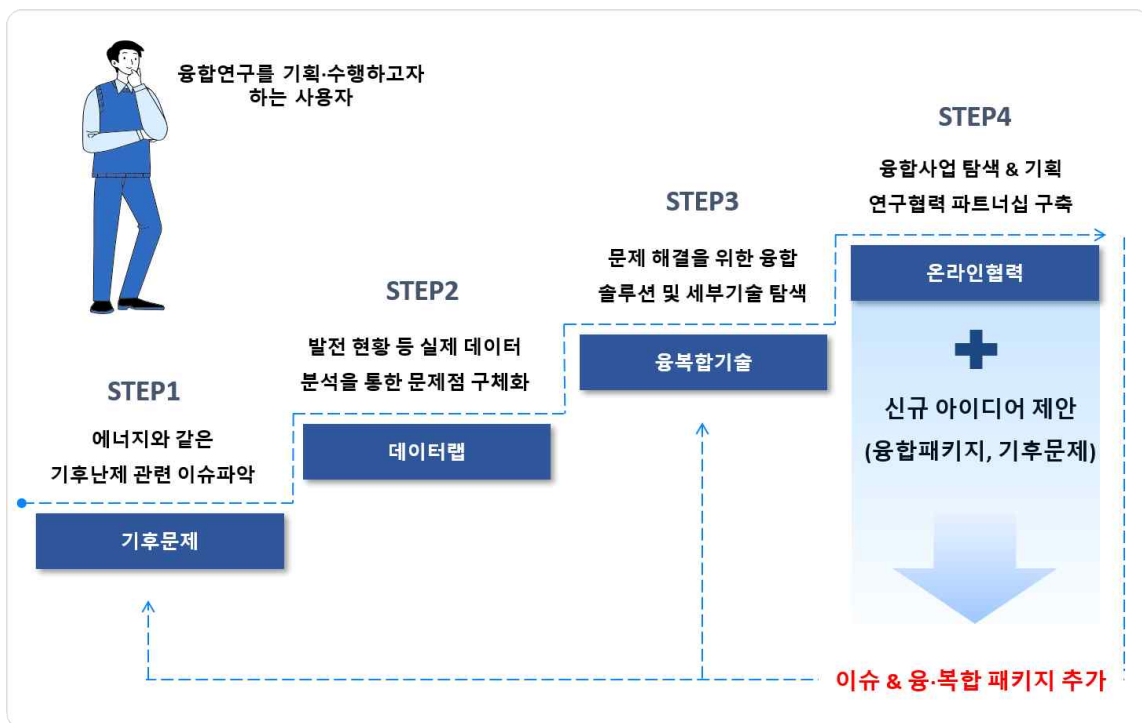 융합연구를 기획·수행하고자
하는 사용자
STEP1
에너지와 같은
기후난제 관련 이슈파악
기후문제
STEP2
발전 현황 등 실제 데이터
분석을 통한 문제점 구체화
데이터랩
STEP3
문제 해결을 위한 융합
솔루션 및 세부기술 탐색
융복합기술
STEP4
융합사업 탐색 & 기획
연구협력 파트너십 구축
온라인협력
신규 아이디어 제안
(융합패키지, 기후문제)
이슈 & 융·복합 패키지 추가